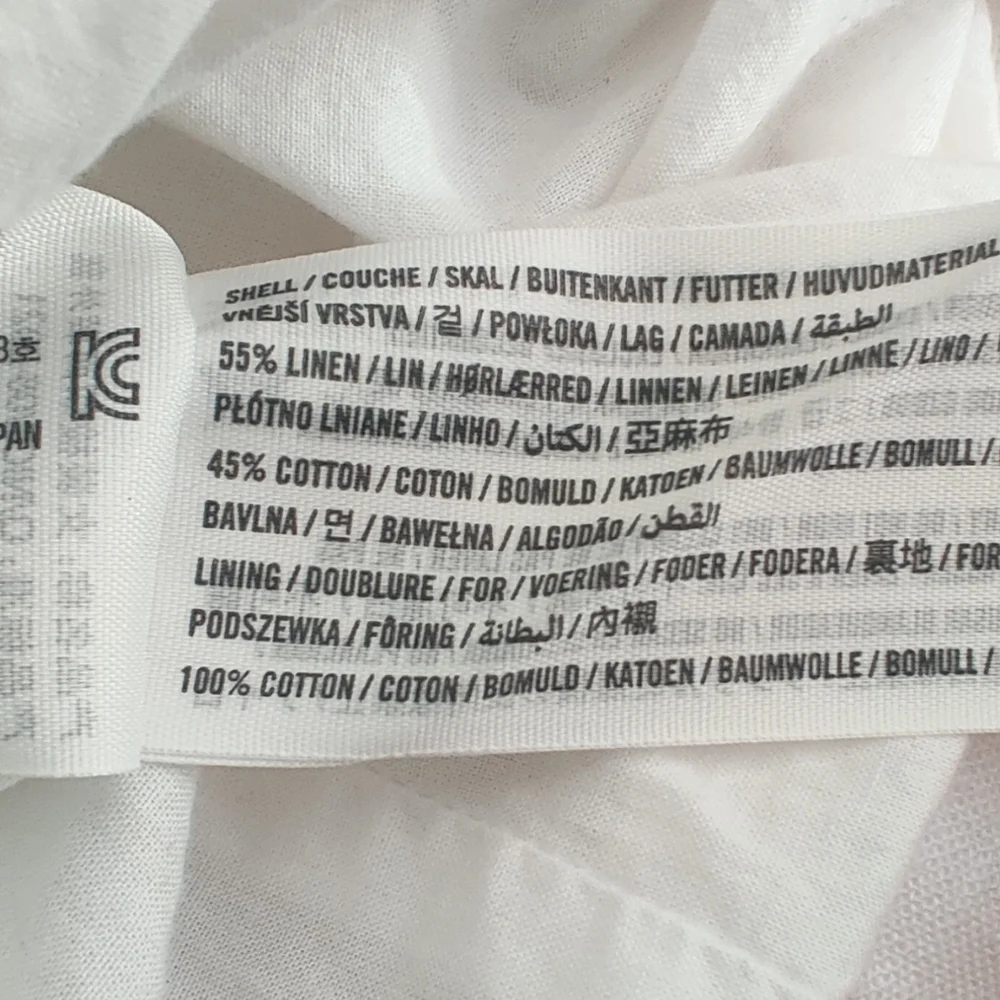 3호
PAN
SHELL / COUCHE / SKAL / BUITENKANT / FUTTER / HUVUDMATERIAL
VNĚJŠÍ VRSTVA / 겉 / POWŁOKA / LAG / CAMADA / الطبقة
55% LINEN / LIN / HØRLÆRRED / LINNEN / LEINEN / LINNE / LINO /
PŁÓTNO LNIANE / LINHO / الكتان / 亞麻布
45% COTTON / COTON / BOMULD / KATOEN / BAUMWOLLE / BOMULL /
BAVLNA / 면 / BAWEŁNA / ALGODÃO / القطن
LINING / DOUBLURE / FOR / VOERING / FODER / FODERA / 裏地 / FOR
PODSZEWKA / FÔRING / البطانة / 內襯
100% COTTON / COTON / BOMULD / KATOEN / BAUMWOLLE / BOMULL /